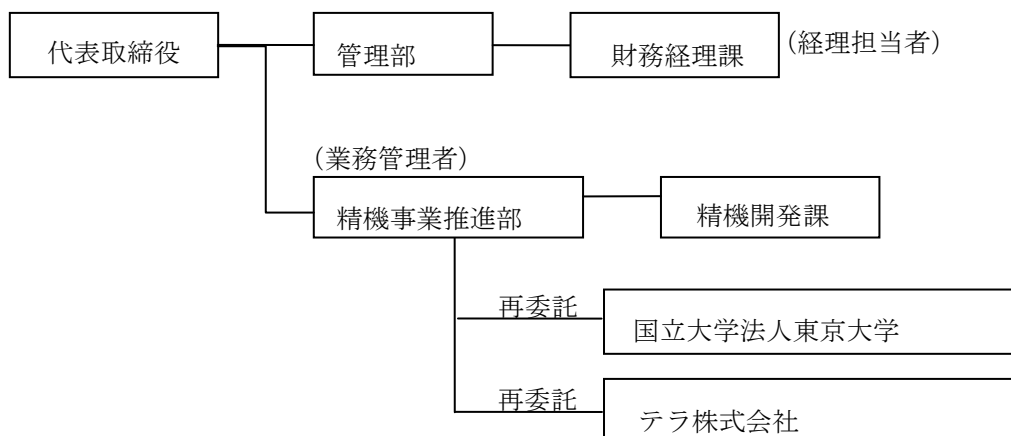 代表取締役
管理部
財務経理課
(経理担当者)
(業務管理者)
精機事業推進部
精機開発課
再委託
国立大学法人東京大学
再委託
テラ株式会社